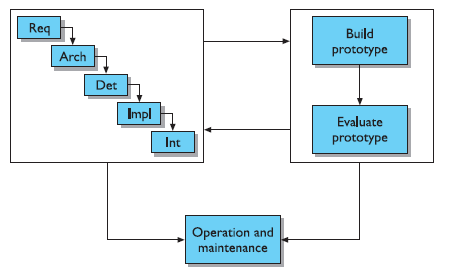 Req
Arch
Det
Impl
Int
Build
prototype
Evaluate
prototype
Operation and
maintenance